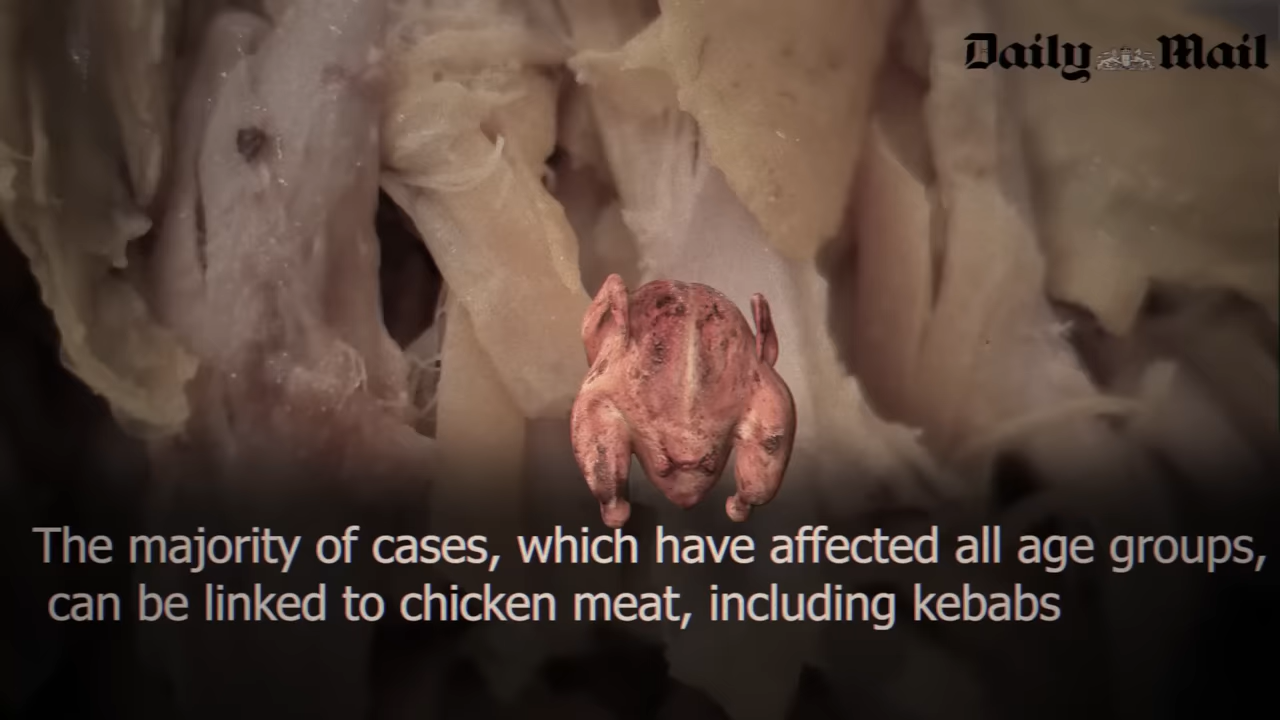 Daily Mail
The majority of cases, which have affected all age groups,
can be linked to chicken meat, including kebabs